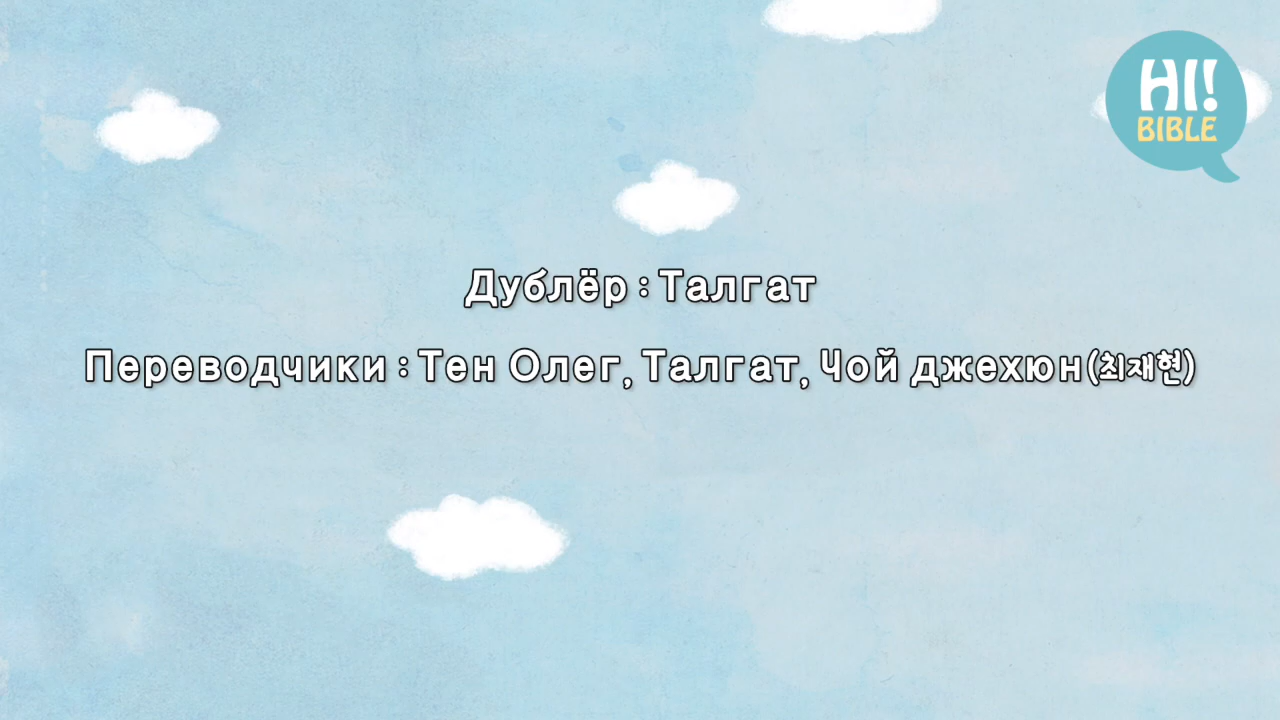 HI!
BIBLE
Дублёр : Талгат
Переводчики : Тен Олег, Талгат, Чой джехюн(최재현)